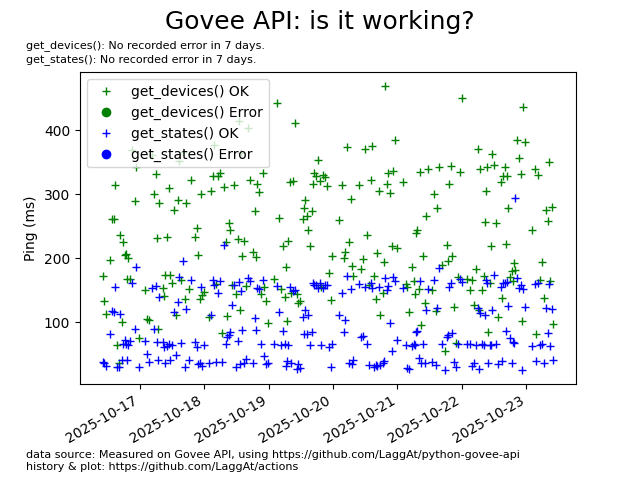 Govee API: is it working?
get_devices(): No recorded error in 7 days.
get_states(): No recorded error in 7 days.
get_devices() OK
get_devices() Error
get_states() OK
get_states() Error
Ping (ms)
400
300
200
100
2025-10-17
2025-10-18
2025-10-19
2025-10-20
2025-10-21
2025-10-22
2025-10-23
data source: Measured on Govee API, using https://github.com/LaggAt/python-govee-api
history & plot: https://github.com/LaggAt/actions